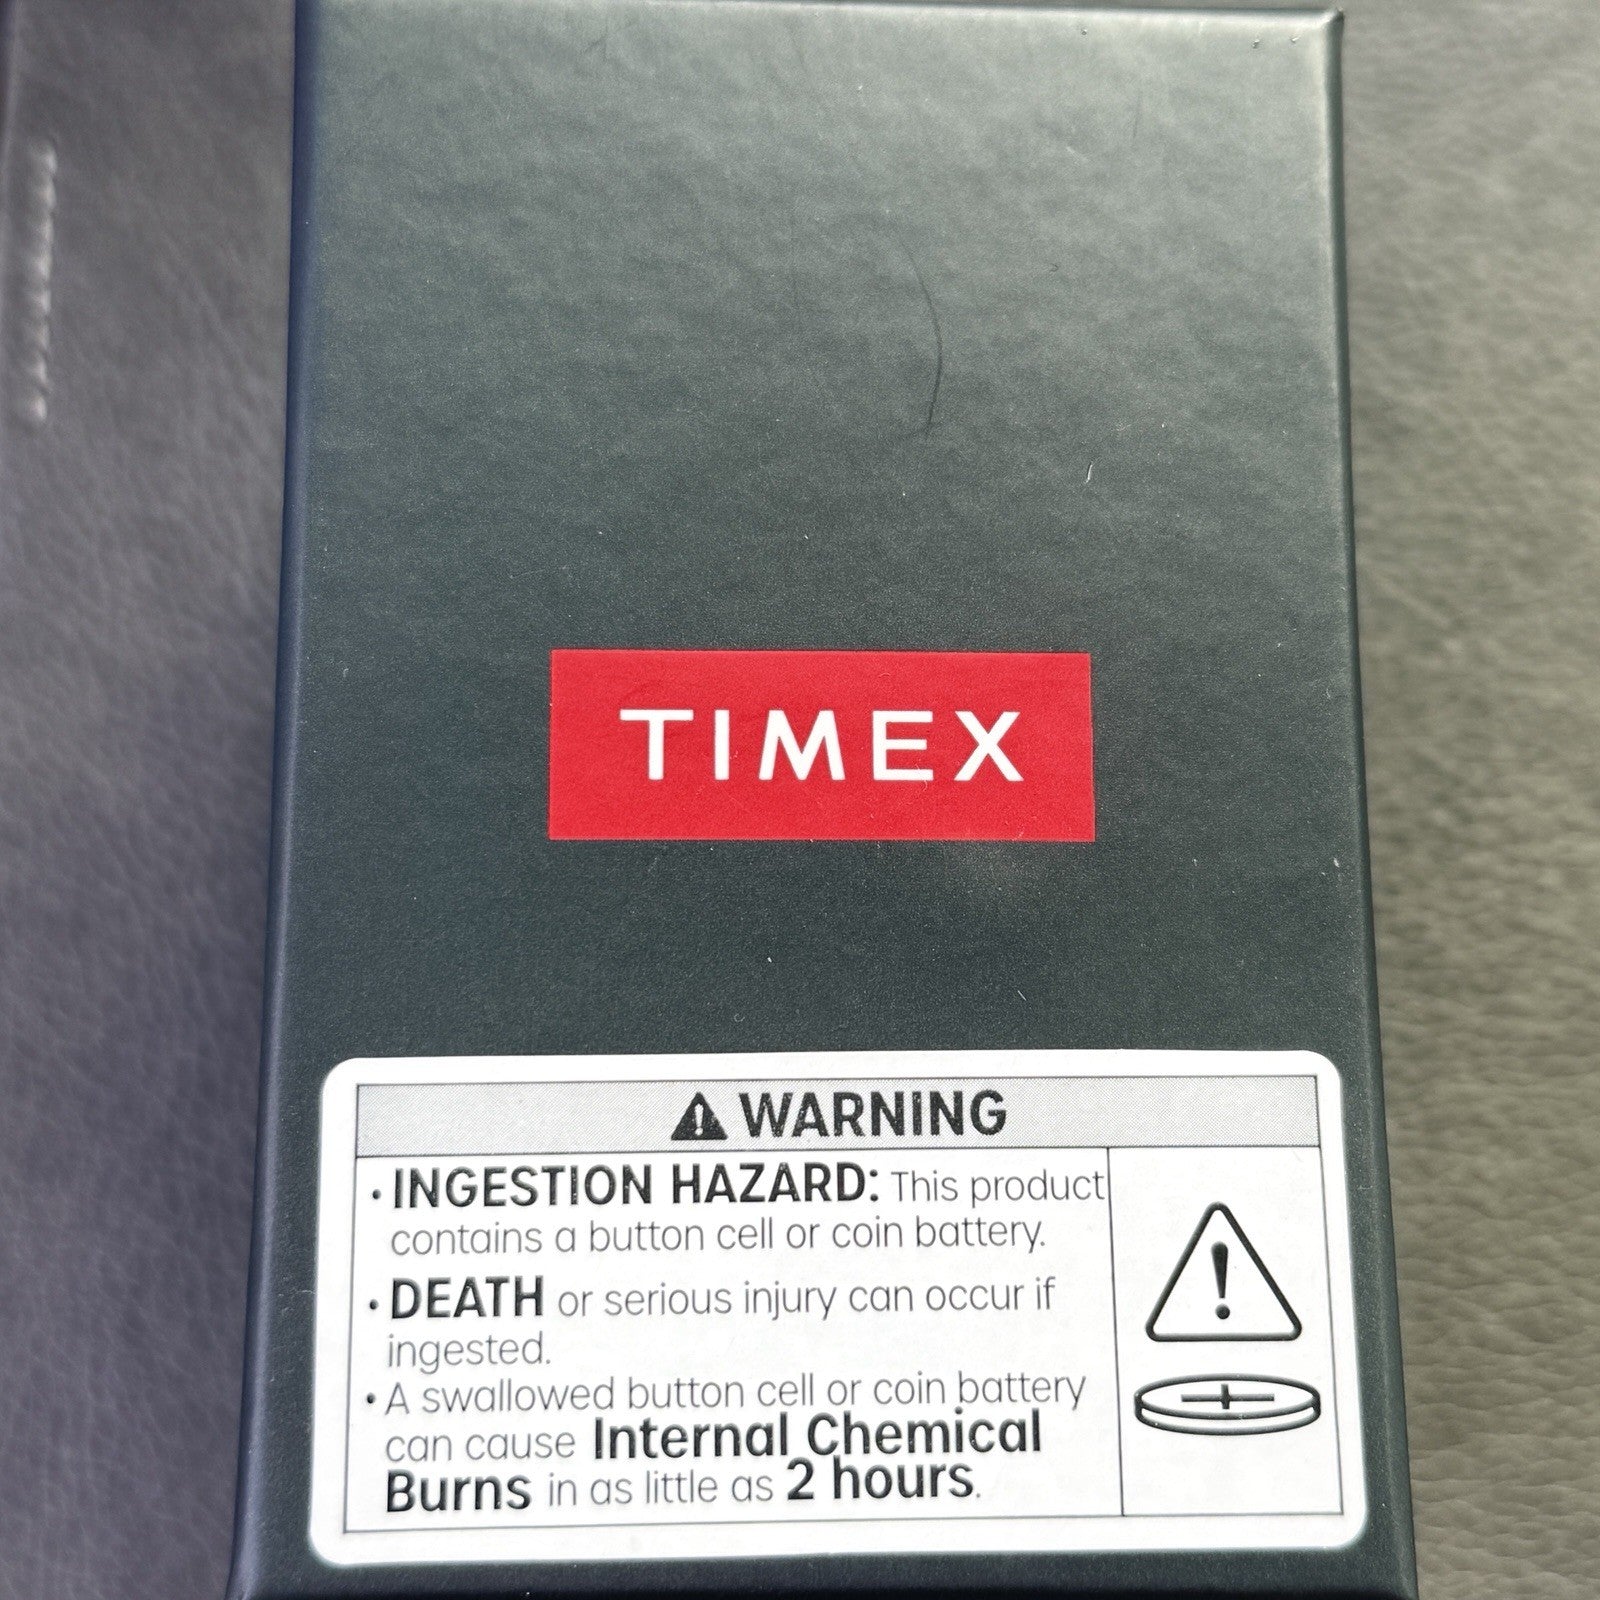 TIMEX
WARNING
• INGESTION HAZARD: This product
contains a button cell or coin battery.
• DEATH or serious injury can occur if
ingested.
• A swallowed button cell or coin battery
can cause Internal Chemical
Burns in as little as 2 hours.